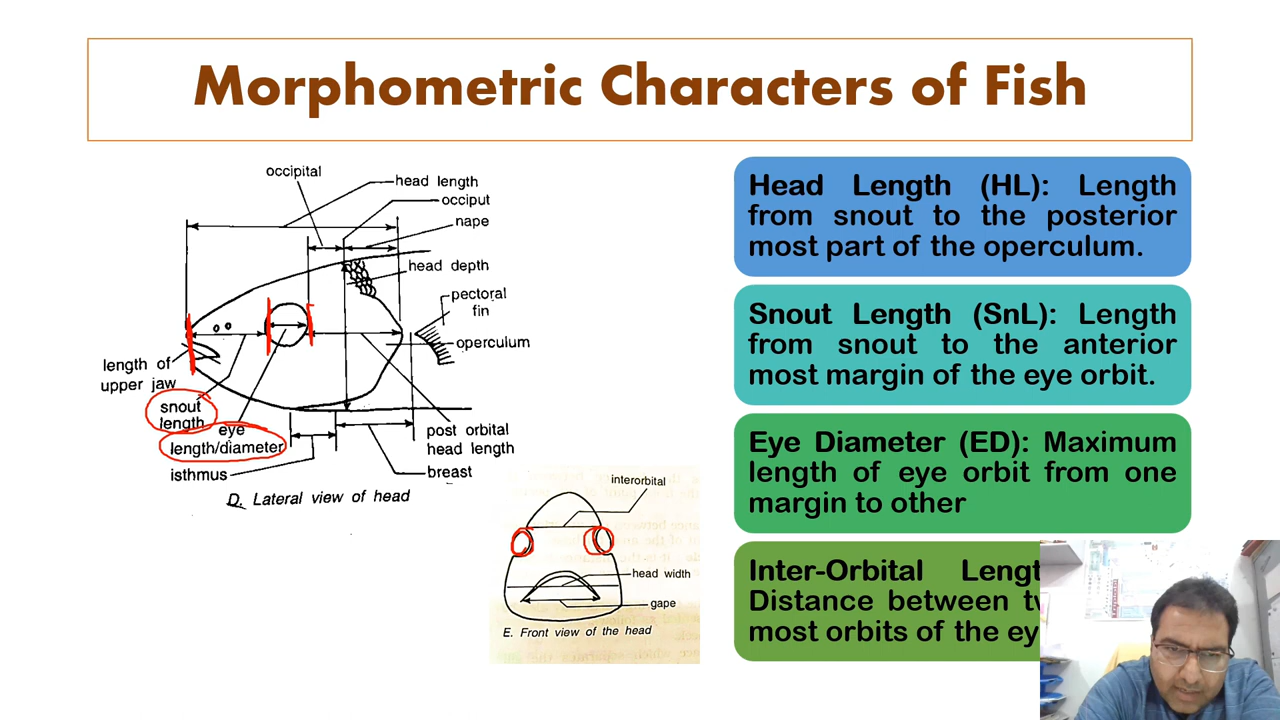 Morphometric Characters of Fish
occipital
head length
occiput
nape
head depth
pectoral
fin
operculum
length of
upper jaw
snout
length
eye
length/diameter
isthmus
post orbital
head length
breast
D. Lateral view of head
interorbital
head width
gape
E. Front view of the head
Head Length (HL): Length
from snout to the posterior
most part of the operculum.
Snout Length (SnL): Length
from snout to the anterior
most margin of the eye orbit.
Eye Diameter (ED): Maximum
length of eye orbit from one
margin to other
Inter-Orbital
Distance between
most orbits of the